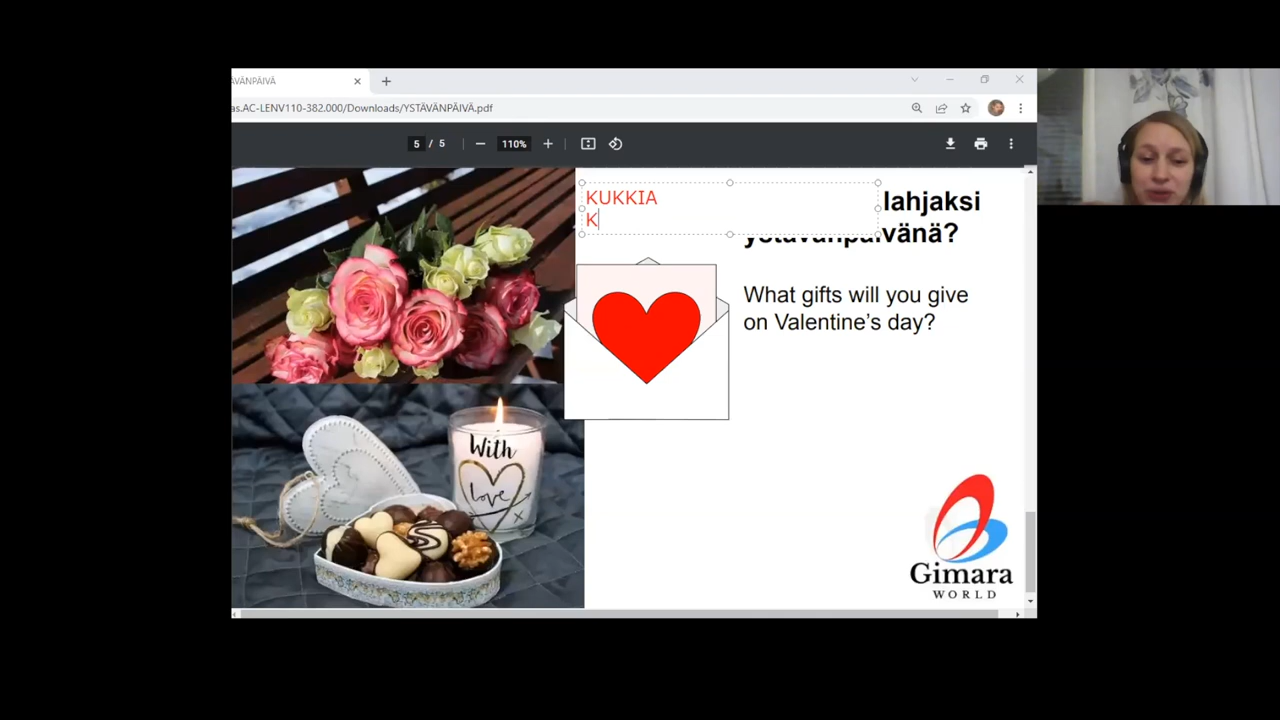 ÄVÄNPÄIVÄ
as.AC-LENV110-382.000/Downloads/YSTÄVÄNPÄIVÄ.pdf
5 / 5
110%
KUKKIA
K
lahjaksi
ystävänpäivänä?
What gifts will you give
on Valentine's day?
With
Love
x
Gimara
WORLD